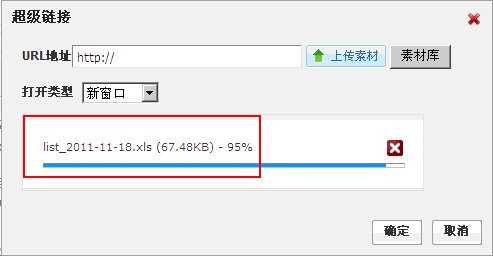 超级链接
URL地址 http:// 上传素材 素材库
打开类型 新窗口
list_2011-11-18.xls (67.48KB) - 95%
确定 取消